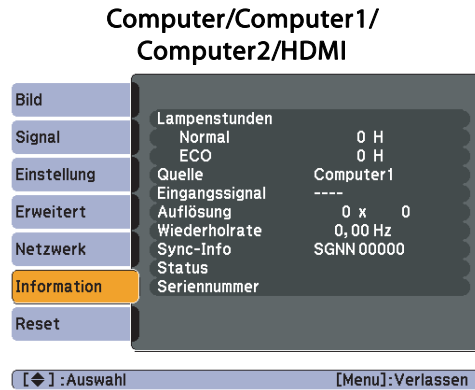 Computer/Computer1/
Computer2/HDMI
Bild
Signal
Einstellung
Erweitert
Netzwerk
Information
Reset
Lampenstunden
Normal 0 H
ECO 0 H
Quelle Computer1
Eingangssignal ----
Auflösung 0 x 0
Wiederholrate 0,00 Hz
Sync-Info SGNN 00000
Status
Seriennummer
[◆] :Auswahl [Menu]:Verlassen